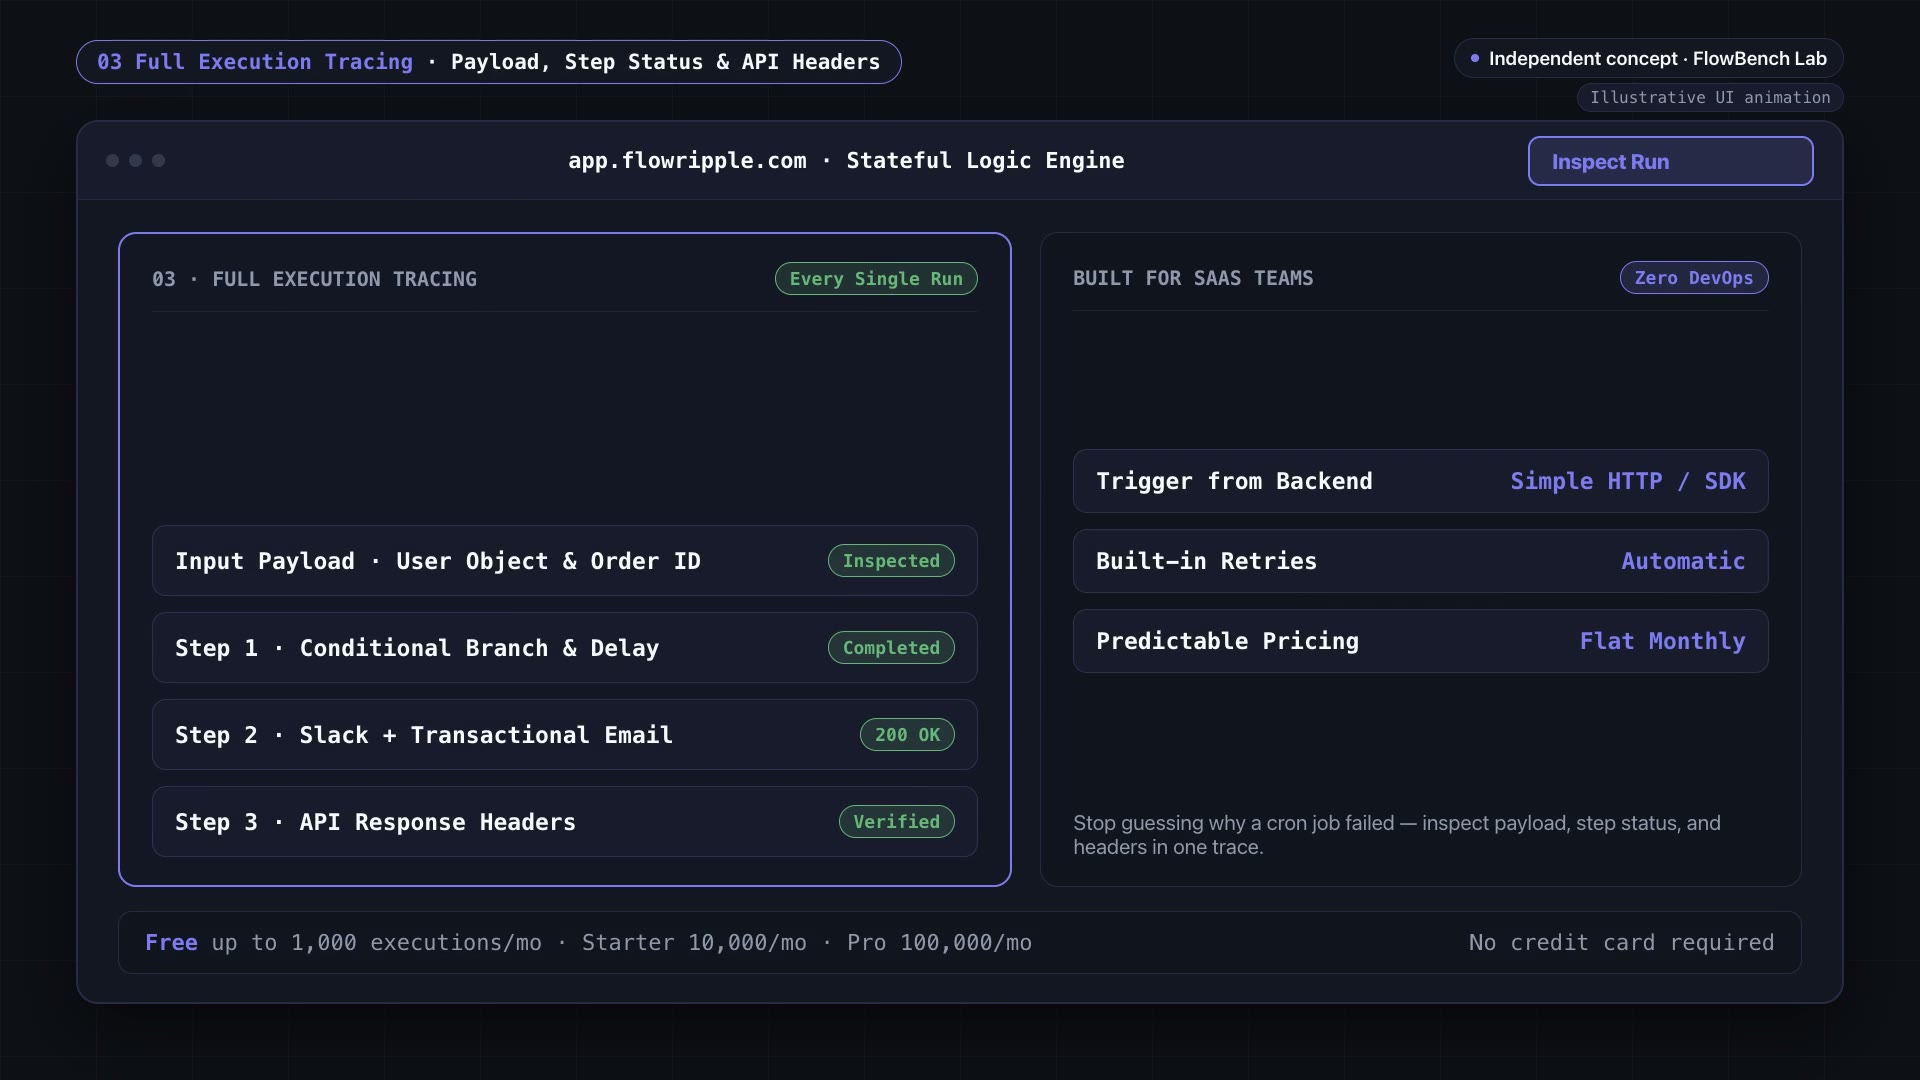 03 Full Execution Tracing · Payload, Step Status & API Headers
Independent concept · FlowBench Lab
Illustrative UI animation
app.flowripple.com · Stateful Logic Engine
Inspect Run
03 · FULL EXECUTION TRACING
Every Single Run
Input Payload · User Object & Order ID
Inspected
Step 1 · Conditional Branch & Delay
Completed
Step 2 · Slack + Transactional Email
200 OK
Step 3 · API Response Headers
Verified
BUILT FOR SAAS TEAMS
Zero DevOps
Trigger from Backend
Simple HTTP / SDK
Built-in Retries
Automatic
Predictable Pricing
Flat Monthly
Stop guessing why a cron job failed — inspect payload, step status, and
headers in one trace.
Free up to 1,000 executions/mo · Starter 10,000/mo · Pro 100,000/mo
No credit card required